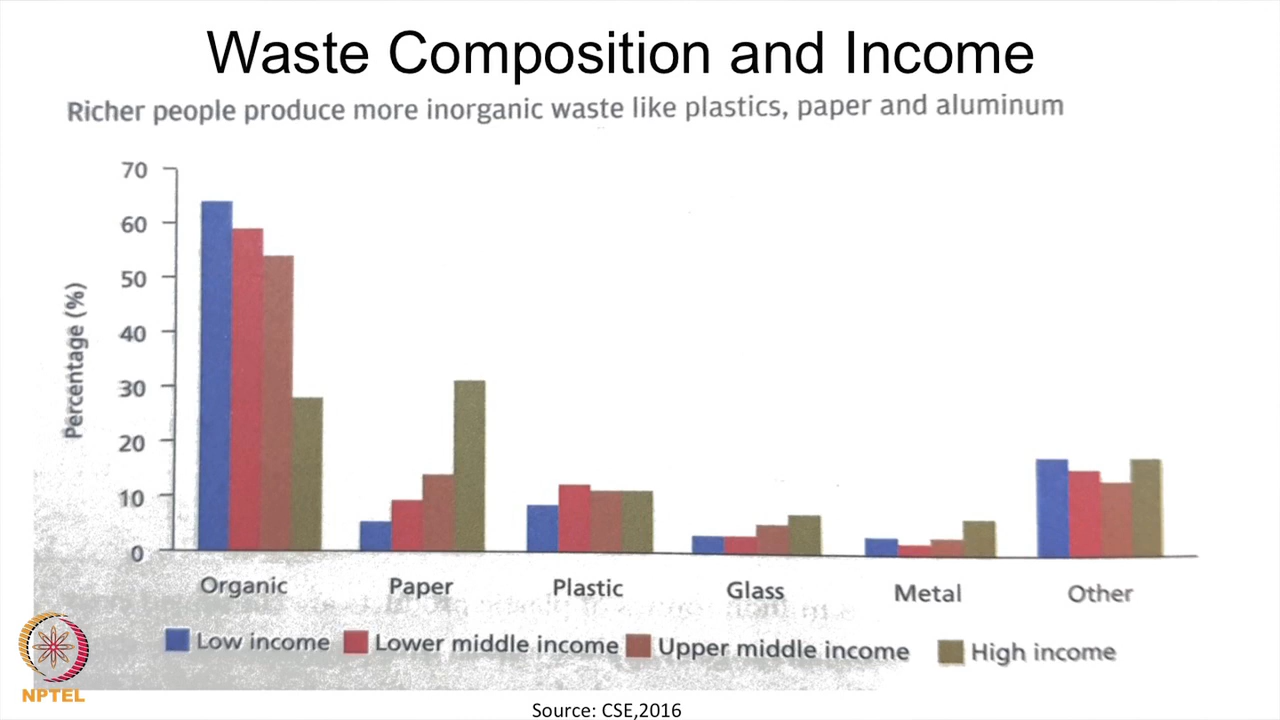 Waste Composition and Income
Richer people produce more inorganic waste like plastics, paper and aluminum
70
60
50
40
30
20
10
0
Percentage (%)
Organic Paper Plastic Glass Metal Other
Low income Lower middle income Upper middle income High income
NPTEL
Source: CSE,2016